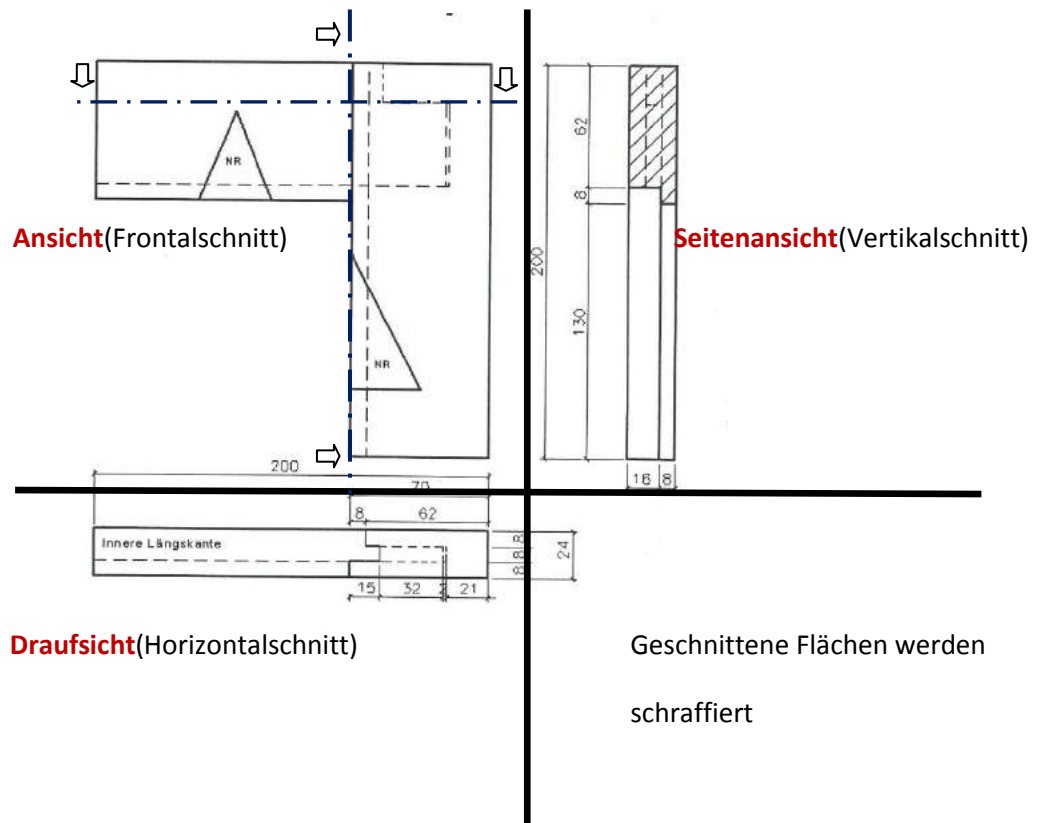 NR
62
8
Ansicht(Frontalschnitt)
Seitenansicht(Vertikalschnitt)
200
130
NR
200
70
16 8
8 62
Innere Längskante
8
8
8
24
15 32 2 21
Draufsicht(Horizontalschnitt)
Geschnittene Flächen werden
schraffiert